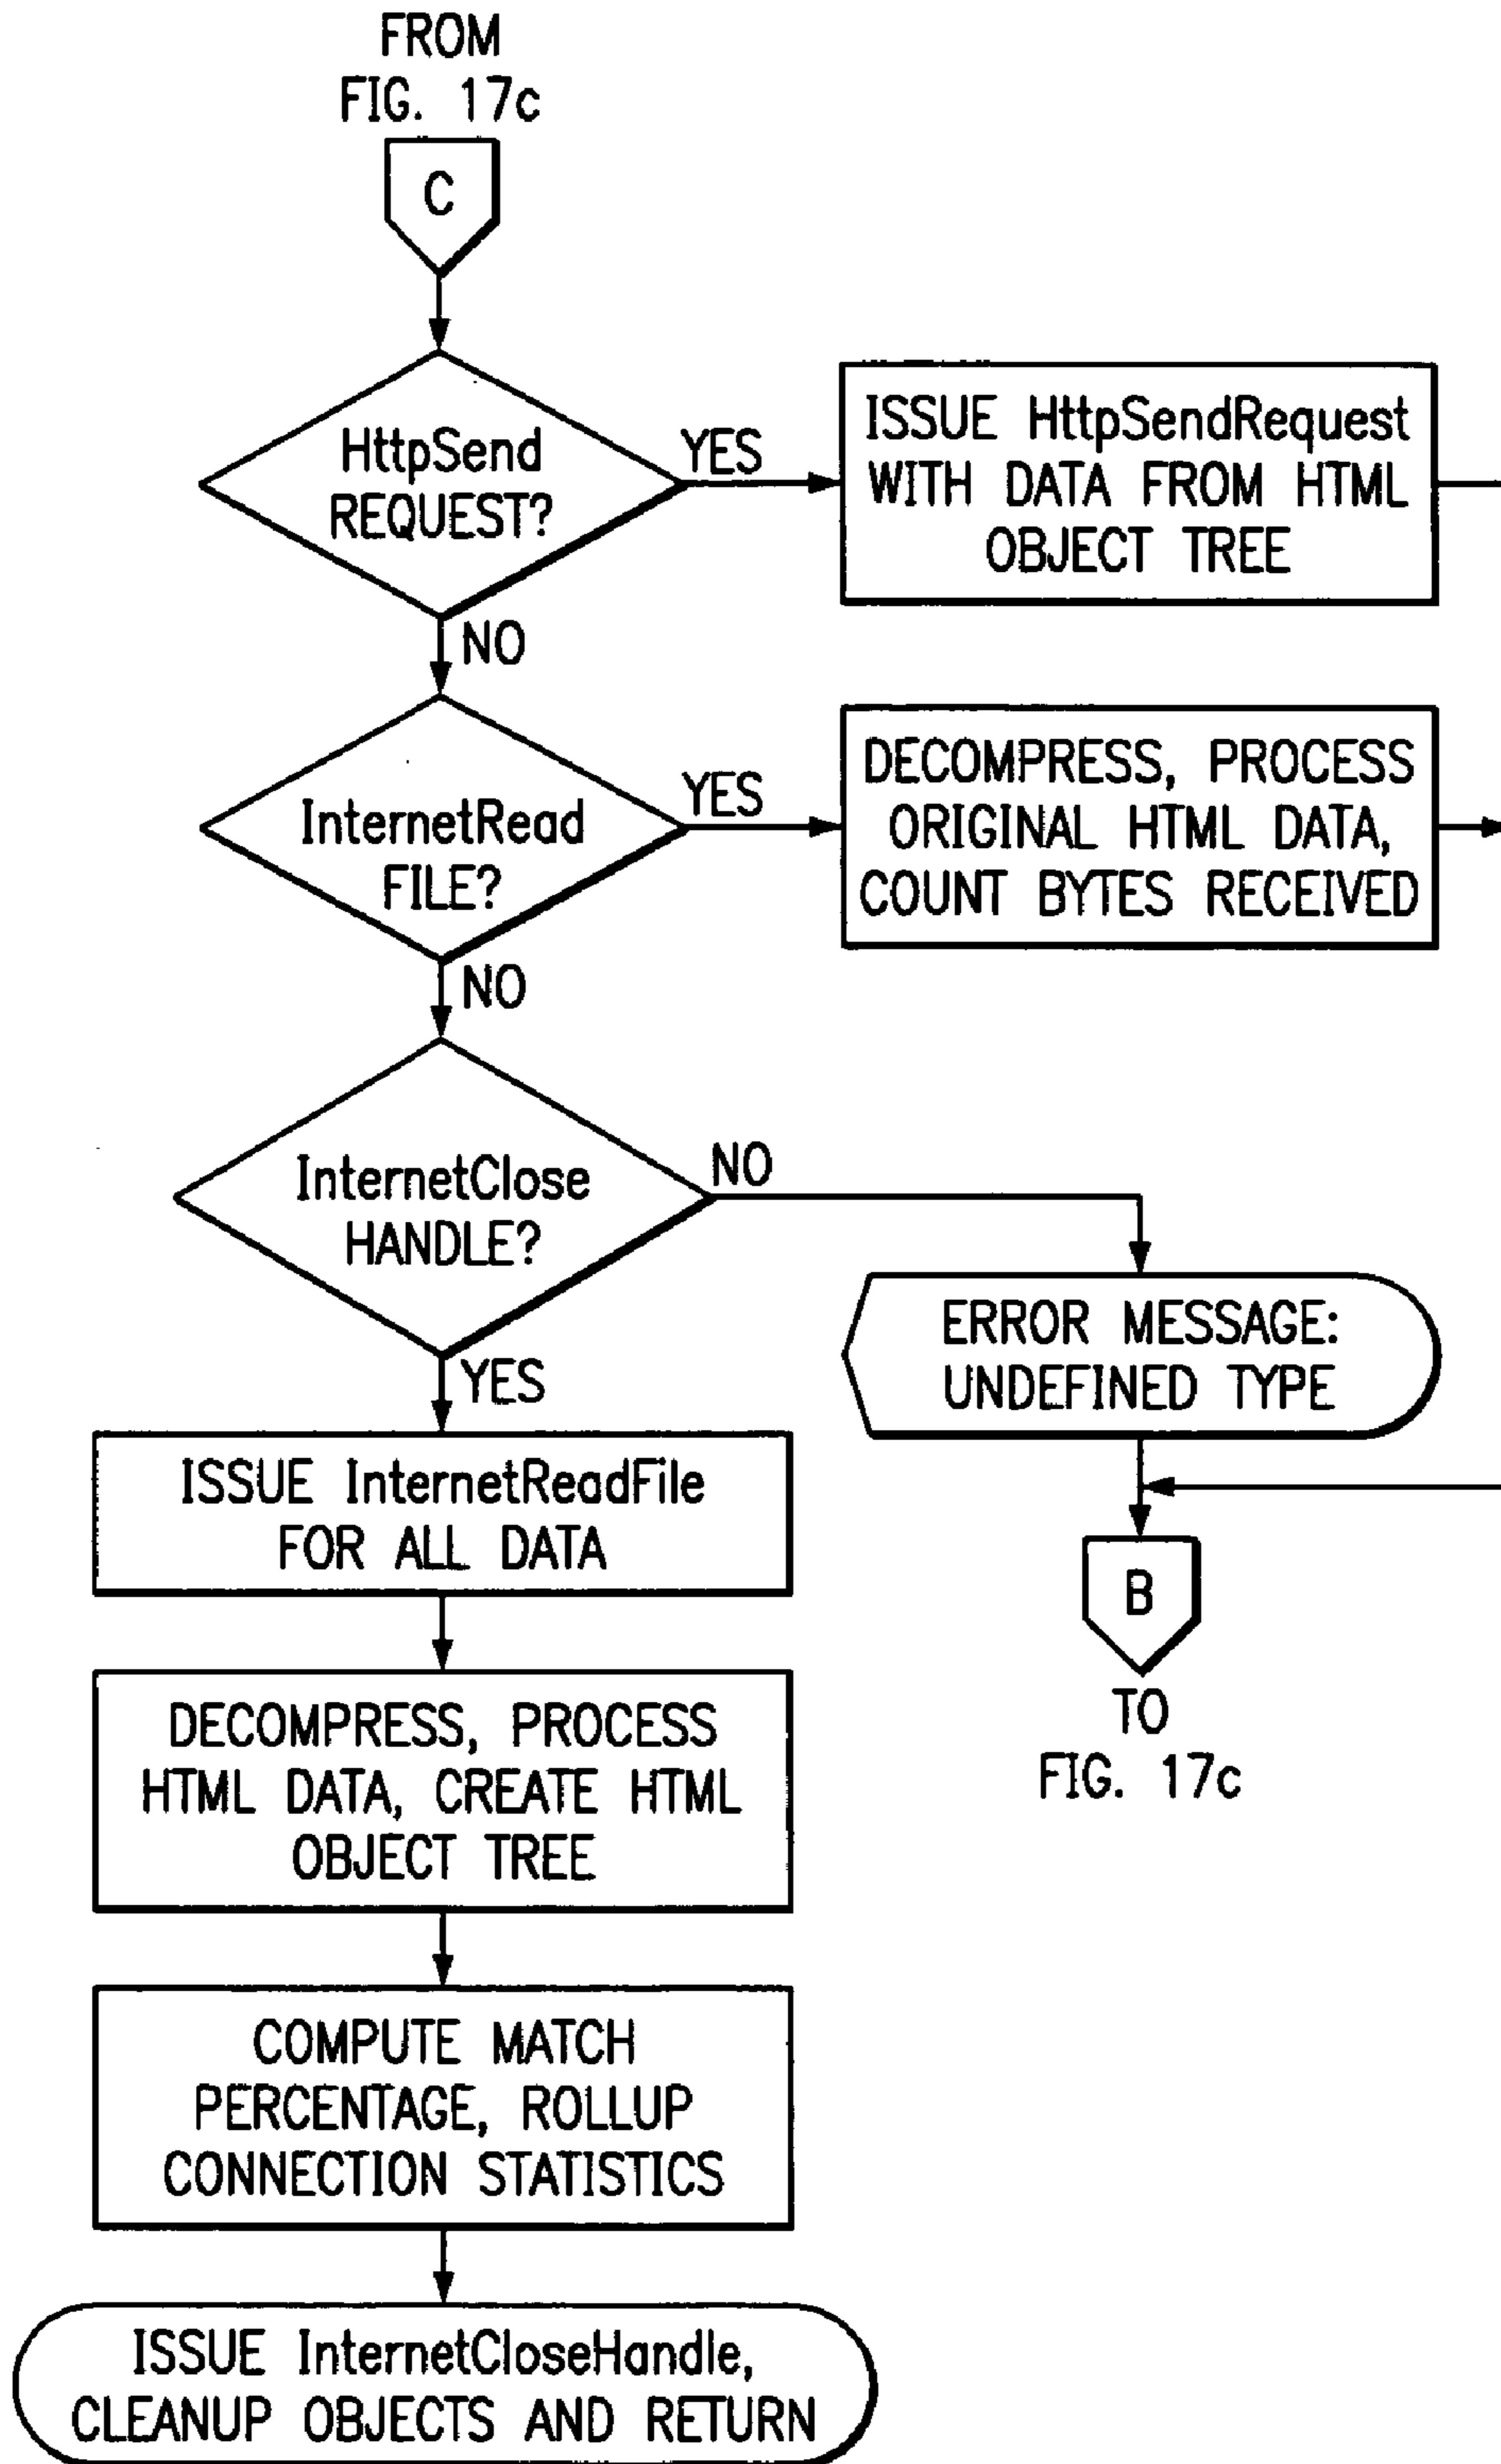 FROM
FIG. 17c
C
HttpSend
REQUEST?
YES
ISSUE HttpSendRequest
WITH DATA FROM HTML
OBJECT TREE
NO
InternetRead
FILE?
YES
DECOMPRESS, PROCESS
ORIGINAL HTML DATA,
COUNT BYTES RECEIVED
NO
InternetClose
HANDLE?
NO
ERROR MESSAGE:
UNDEFINED TYPE
B
TO
FIG. 17c
YES
ISSUE InternetReadFile
FOR ALL DATA
DECOMPRESS, PROCESS
HTML DATA, CREATE HTML
OBJECT TREE
COMPUTE MATCH
PERCENTAGE, ROLLUP
CONNECTION STATISTICS
ISSUE InternetCloseHandle,
CLEANUP OBJECTS AND RETURN